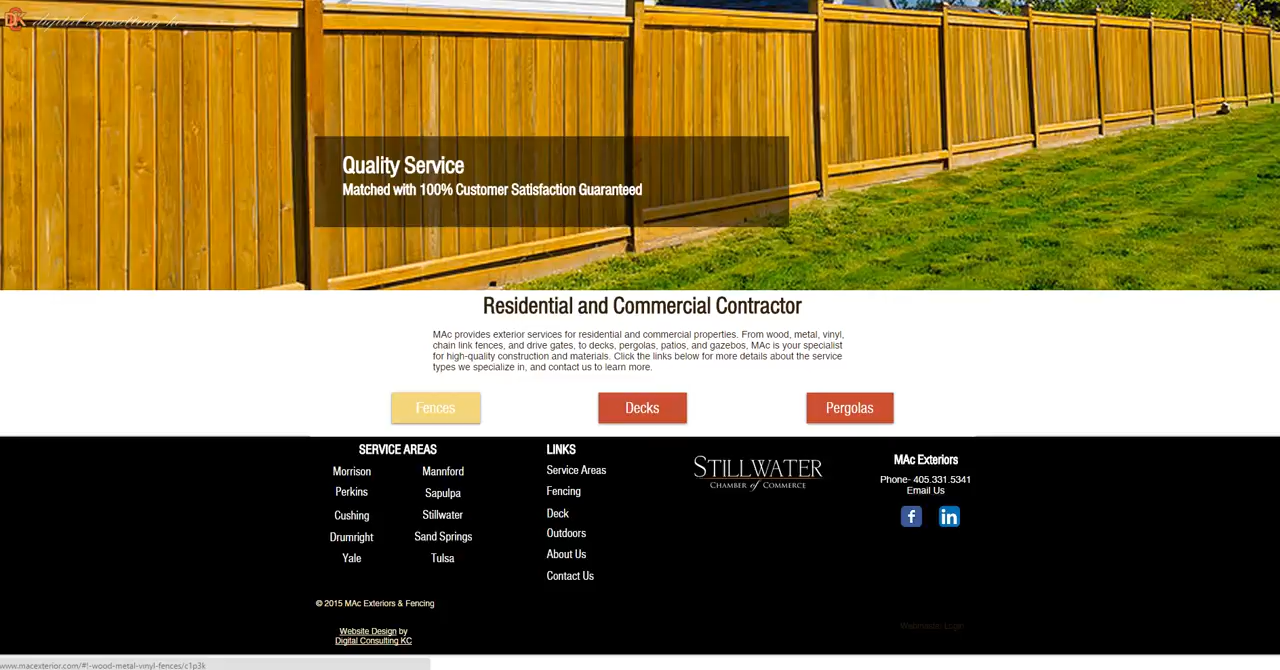 DCK digital consulting kc
Quality Service
Matched with 100% Customer Satisfaction Guaranteed
Residential and Commercial Contractor
MAc provides exterior services for residential and commercial properties. From wood, metal, vinyl,
chain link fences, and drive gates, to decks, pergolas, patios, and gazebos, MAc is your specialist
for high-quality construction and materials. Click the links below for more details about the service
types we specialize in, and contact us to learn more.
Fences
Decks
Pergolas
SERVICE AREAS
Morrison
Perkins
Cushing
Drumright
Yale
Mannford
Sapulpa
Stillwater
Sand Springs
Tulsa
LINKS
Service Areas
Fencing
Deck
Outdoors
About Us
Contact Us
STILLWATER
CHAMBER of COMMERCE
MAc Exteriors
Phone- 405.331.5341
Email Us
f
in
© 2015 MAc Exteriors & Fencing
Website Design by
Digital Consulting KC
Webmaster Login
www.macexterior.com/#!-wood-metal-vinyl-fences/c1p3k